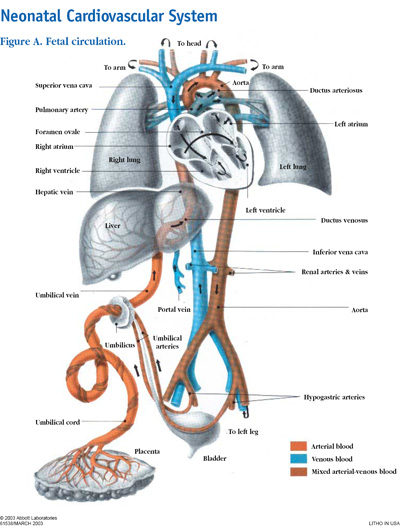 Neonatal Cardiovascular System
Figure A. Fetal circulation.
To head
To arm
To arm
Superior vena cava
Aorta
Ductus arteriosus
Pulmonary artery
Left atrium
Foramen ovale
Right atrium
Right lung
Left lung
Right ventricle
Hepatic vein
Left ventricle
Ductus venosus
Liver
Inferior vena cava
Renal arteries & veins
Umbilical vein
Portal vein
Aorta
Umbilicus
Umbilical
arteries
Hypogastric arteries
Umbilical cord
To left leg
Placenta
Bladder
Arterial blood
Venous blood
Mixed arterial-venous blood
© 2003 Abbott Laboratories
61538/MARCH 2003
LITHO IN USA